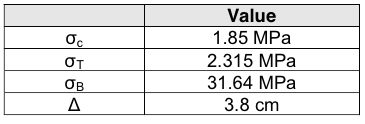 Value
σc 1.85 MPa
σT 2.315 MPa
σB 31.64 MPa
Δ 3.8 cm